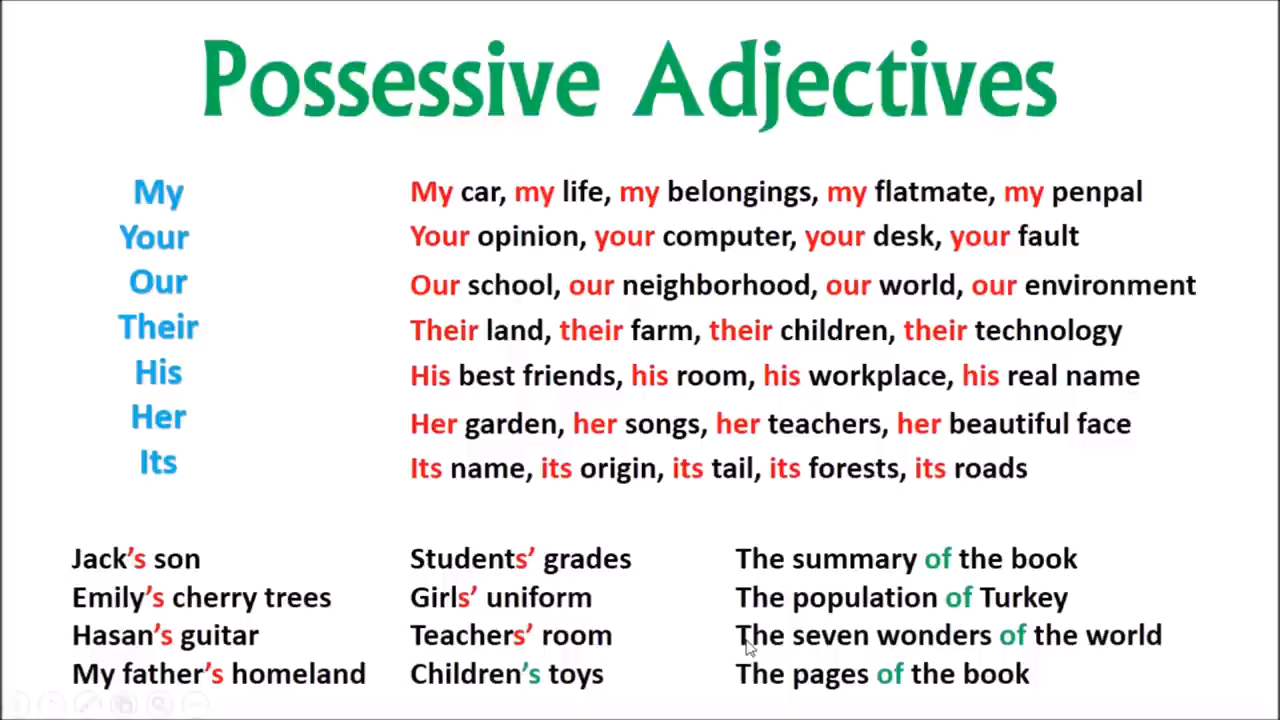 Possessive Adjectives
My
My car, my life, my belongings, my flatmate, my penpal
Your
Your opinion, your computer, your desk, your fault
Our
Our school, our neighborhood, our world, our environment
Their
Their land, their farm, their children, their technology
His
His best friends, his room, his workplace, his real name
Her
Her garden, her songs, her teachers, her beautiful face
Its
Its name, its origin, its tail, its forests, its roads
Jack’s son
Emily’s cherry trees
Hasan’s guitar
My father’s homeland
Students’ grades
Girls’ uniform
Teachers’ room
Children’s toys
The summary of the book
The population of Turkey
The seven wonders of the world
The pages of the book